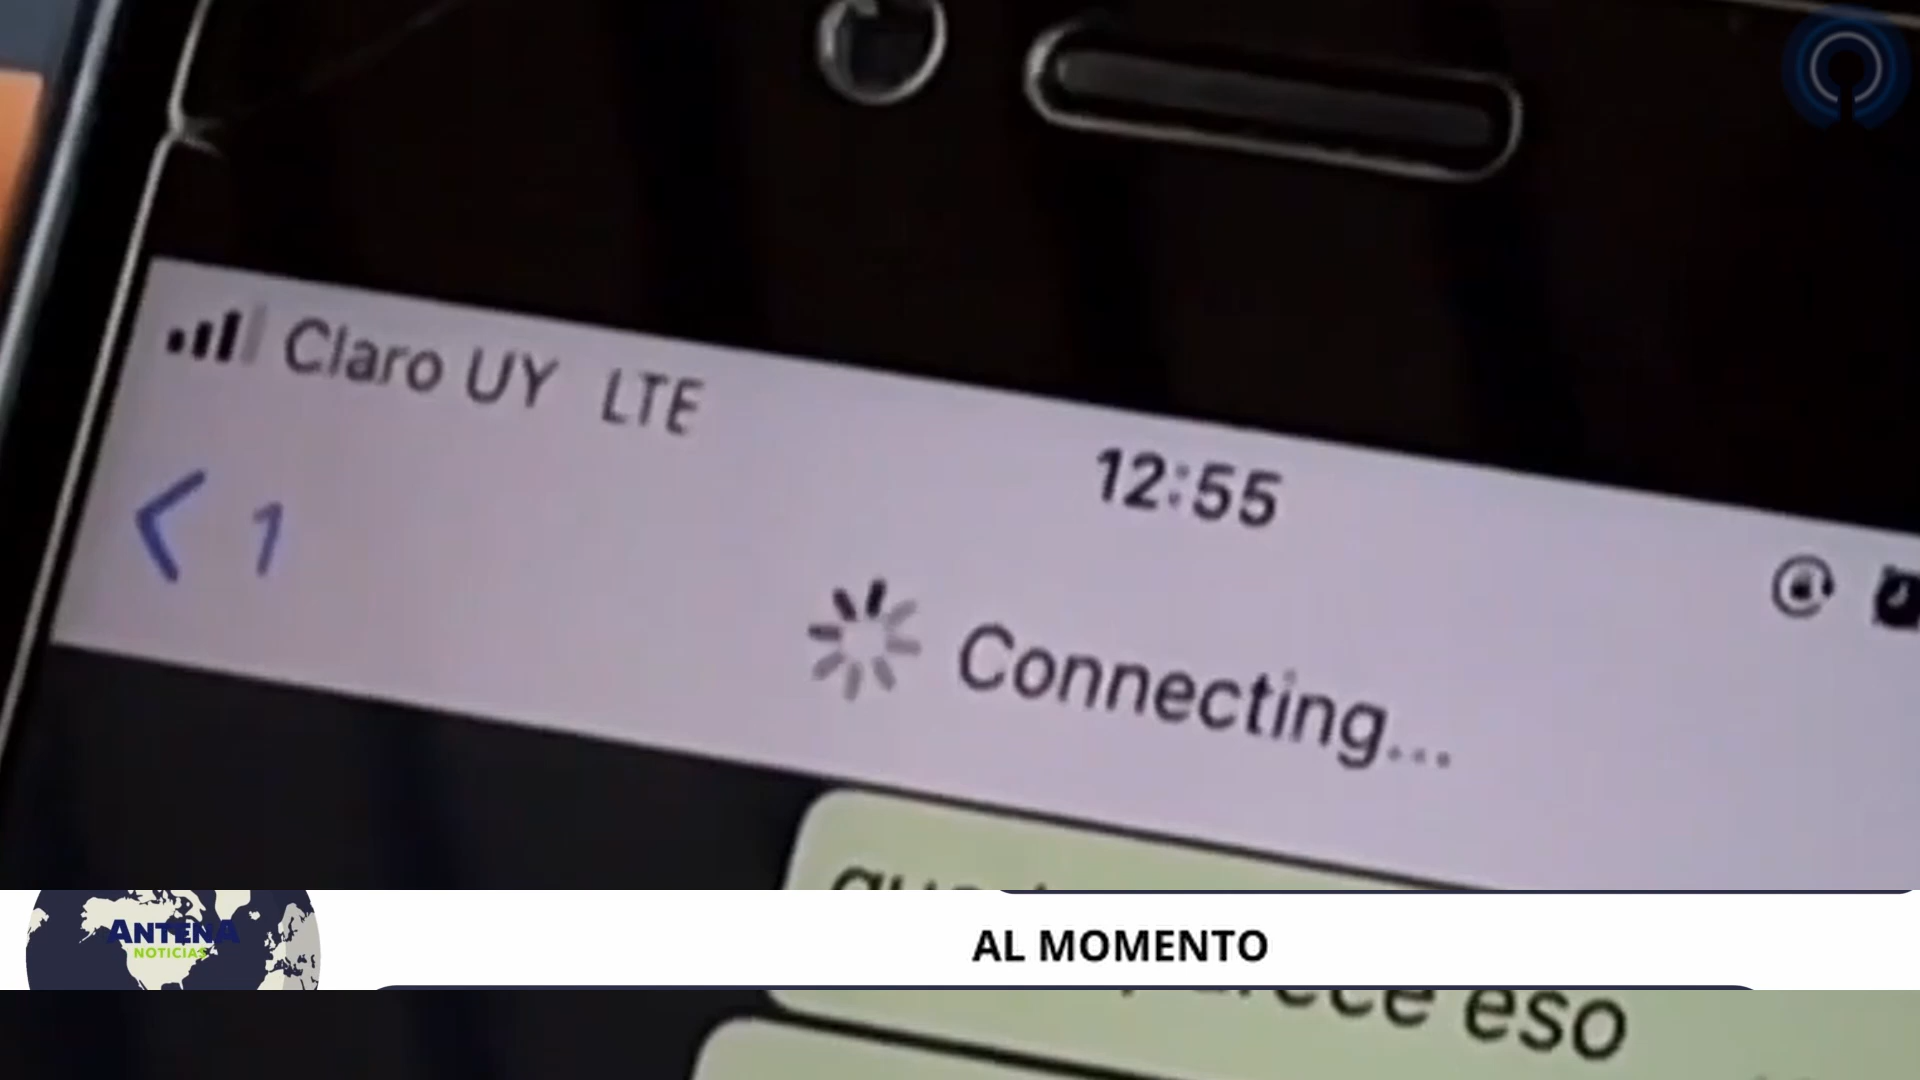 Claro UY LTE
12:55
1
Connecting...
ANTENA
NOTICIAS
AL MOMENTO
eso